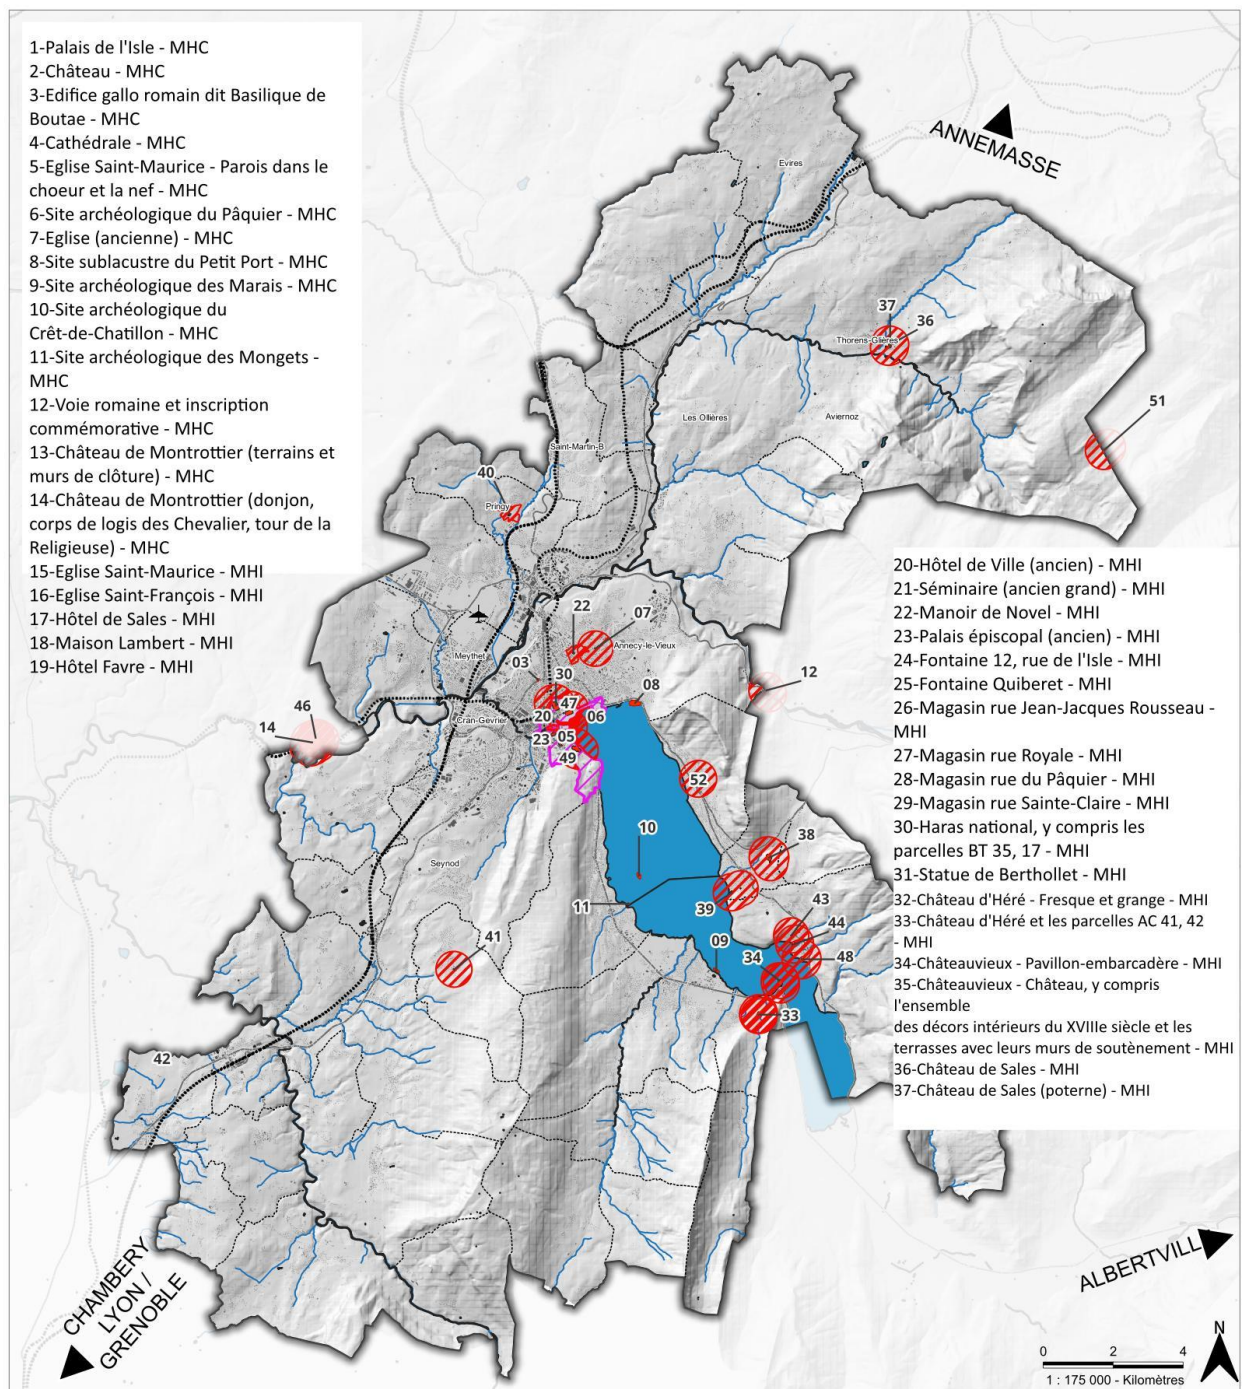 1-Palais de l'Isle - MHC
2-Château - MHC
3-Edifice gallo romain dit Basilique de
Boutae - MHC
4-Cathédrale - MHC
5-Eglise Saint-Maurice - Parois dans le
choeur et la nef - MHC
6-Site archéologique du Pâquier - MHC
7-Eglise (ancienne) - MHC
8-Site sublacustre du Petit Port - MHC
9-Site archéologique des Marais - MHC
10-Site archéologique du
Crêt-de-Chatillon - MHC
11-Site archéologique des Mongets -
MHC
12-Voie romaine et inscription
commémorative - MHC
13-Château de Montrottier (terrains et
murs de clôture) - MHC
14-Château de Montrottier (donjon,
corps de logis des Chevalier, tour de la
Religieuse) - MHC
15-Eglise Saint-Maurice - MHI
16-Eglise Saint-François - MHI
17-Hôtel de Sales - MHI
18-Maison Lambert - MHI
19-Hôtel Favre - MHI
ANNEMASSE
Evires
37
36
Thorens-Glières
51
Les Ollières
Aviernoz
Saint-Martin-B
40
Pringy
22
07
Annecy-le-Vieux
Meythet
03
30
12
08
47
46
14
20
06
Cran-Gevrier
23
05
49
52
10
38
Seynod
11
39
43
44
41
09
34
48
33
42
20-Hôtel de Ville (ancien) - MHI
21-Séminaire (ancien grand) - MHI
22-Manoir de Novel - MHI
23-Palais épiscopal (ancien) - MHI
24-Fontaine 12, rue de l'Isle - MHI
25-Fontaine Quiberet - MHI
26-Magasin rue Jean-Jacques Rousseau -
MHI
27-Magasin rue Royale - MHI
28-Magasin rue du Pâquier - MHI
29-Magasin rue Sainte-Claire - MHI
30-Haras national, y compris les
parcelles BT 35, 17 - MHI
31-Statue de Berthollet - MHI
32-Château d'Héré - Fresque et grange - MHI
33-Château d'Héré et les parcelles AC 41, 42
- MHI
34-Châteauvieux - Pavillon-embarcadère - MHI
35-Châteauvieux - Château, y compris
l'ensemble
des décors intérieurs du XVIIIe siècle et les
terrasses avec leurs murs de soutènement - MHI
36-Château de Sales - MHI
37-Château de Sales (poterne) - MHI
CHAMBERY
LYON /
GRENOBLE
ALBERTVILL
N
0 2 4
1 : 175 000 - Kilomètres